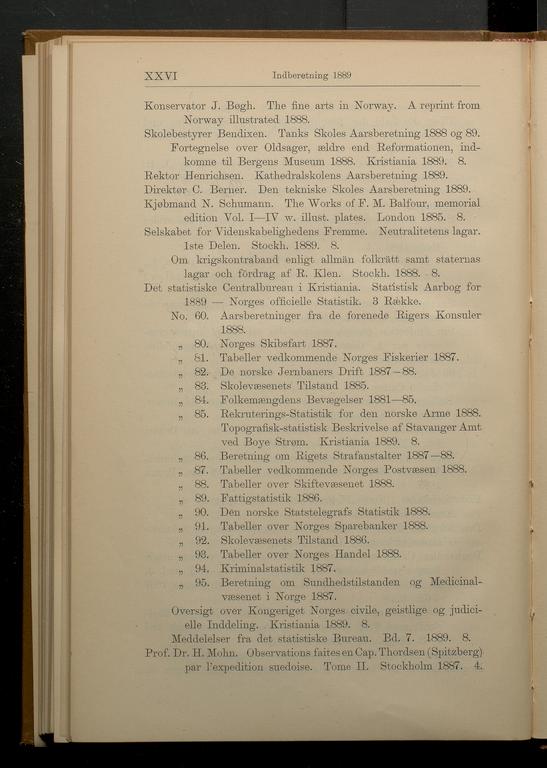 XXVI Indberetning 1889
Konservator J. Bøgh. The fine arts in Norway. A reprint from
Norway illustrated 1888.
Skolebestyrer Bendixen. Tanks Skoles Aarsberetning 1888 og 89.
Fortegnelse over Oldsager, ældre end Reformationen, ind-
komne til Bergens Museum 1888. Kristiania 1889. 8.
Rektor Henrichsen. Kathedralskolens Aarsberetning 1889.
Direktør C. Berner. Den tekniske Skoles Aarsberetning 1889.
Kjøbmand N. Schumann. The Works of F. M. Balfour, memorial
edition Vol. I—IV w. illust. plates. London 1885. 8.
Selskabet for Videnskabelighedens Fremme. Neutralitetens lagar.
1ste Delen. Stockh. 1889. 8.
Om krigskontraband enligt allmän folkrätt samt staternas
lagar och fördrag af R. Klen. Stockh. 1888. 8.
Det statistiske Centralbureau i Kristiania. Statistisk Aarbog for
1889 — Norges officielle Statistik. 3 Række.
No. 60. Aarsberetninger fra de forenede Rigers Konsuler
1888.
„ 80. Norges Skibsfart 1887.
„ 81. Tabeller vedkommende Norges Fiskerier 1887.
„ 82. De norske Jernbaners Drift 1887—88.
„ 83. Skolevæsenets Tilstand 1885.
„ 84. Folkemængdens Bevægelser 1881—85.
„ 85. Rekruterings-Statistik for den norske Arme 1888.
Topografisk-statistisk Beskrivelse af Stavanger Amt
ved Boye Strøm. Kristiania 1889. 8.
„ 86. Beretning om Rigets Strafanstalter 1887—88.
„ 87. Tabeller vedkommende Norges Postvæsen 1888.
„ 88. Tabeller over Skiftevæsenet 1888.
„ 89. Fattigstatistik 1886.
„ 90. Den norske Statstelegrafs Statistik 1888.
„ 91. Tabeller over Norges Sparebanker 1888.
„ 92. Skolevæsenets Tilstand 1886.
„ 93. Tabeller over Norges Handel 1888.
„ 94. Kriminalstatistik 1887.
„ 95. Beretning om Sundhedstilstanden og Medicinal-
væsenet i Norge 1887.
Oversigt over Kongeriget Norges civile, geistlige og judici-
elle Inddeling. Kristiania 1889. 8.
Meddelelser fra det statistiske Bureau. Bd. 7. 1889. 8.
Prof. Dr. H. Mohn. Observations faites en Cap. Thordsen (Spitzberg)
par l'expedition suedoise. Tome II. Stockholm 1887. 4.